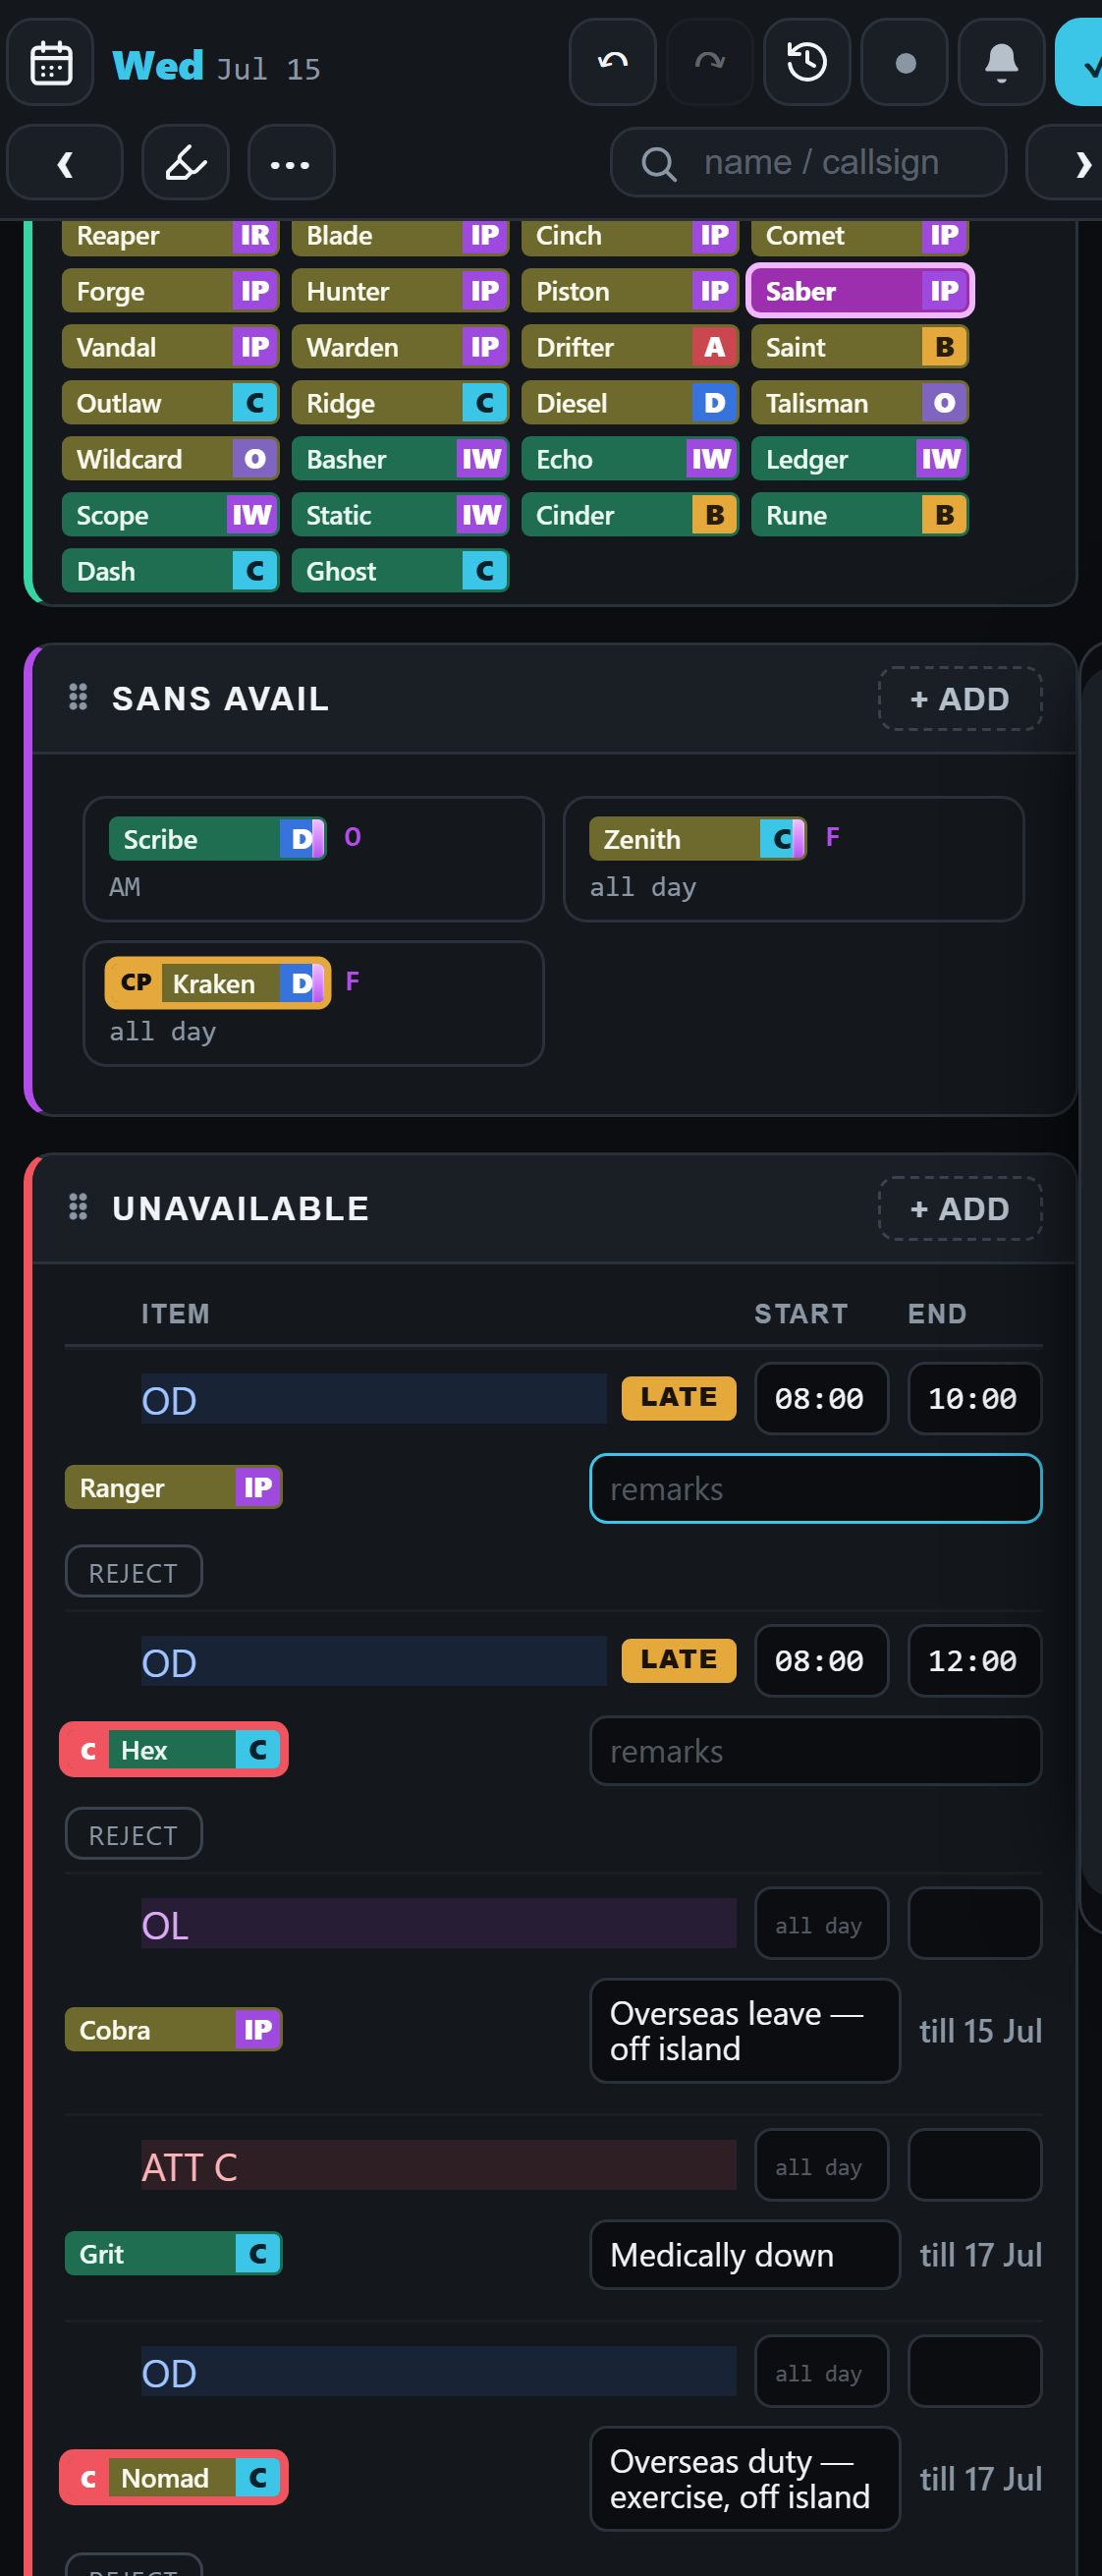 Wed Jul 15
name / callsign
Reaper IR Blade IP Cinch IP Comet IP
Forge IP Hunter IP Piston IP Saber IP
Vandal IP Warden IP Drifter A Saint B
Outlaw C Ridge C Diesel D Talisman O
Wildcard O Basher IW Echo IW Ledger IW
Scope IW Static IW Cinder B Rune B
Dash C Ghost C
SANS AVAIL + ADD
Scribe D O Zenith C F
AM all day
CP Kraken D F
all day
UNAVAILABLE + ADD
ITEM START END
OD LATE 08:00 10:00
Ranger IP remarks
REJECT
OD LATE 08:00 12:00
C Hex C remarks
REJECT
OL all day
Cobra IP Overseas leave — till 15 Jul
off island
ATT C all day
Grit C Medically down till 17 Jul
OD all day
C Nomad C Overseas duty — till 17 Jul
exercise, off island
REJECT